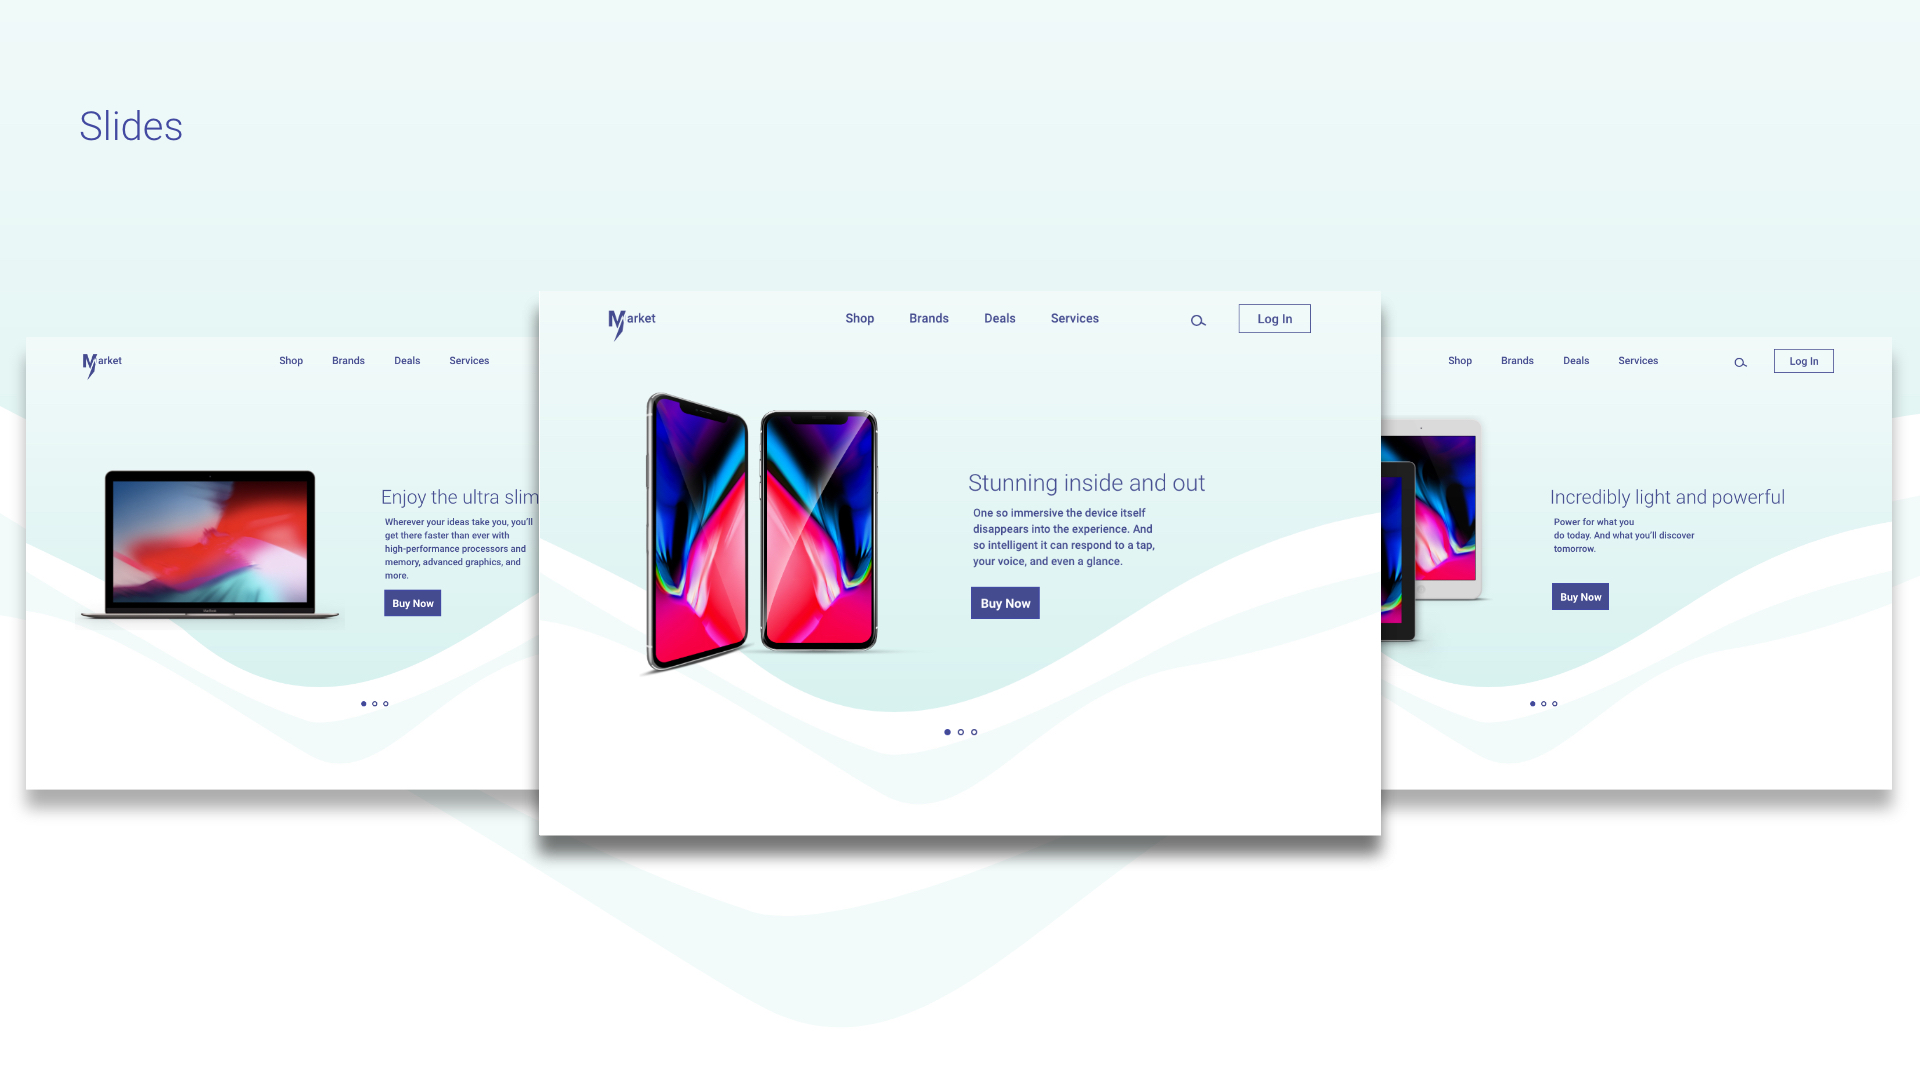 Slides
Market
Shop
Brands
Deals
Services
Enjoy the ultra slim
Wherever your ideas take you, you'll
get there faster than ever with
high-performance processors and
memory, advanced graphics, and
more.
Buy Now
Market
Shop
Brands
Deals
Services
Log In
Stunning inside and out
One so immersive the device itself
disappears into the experience. And
so intelligent it can respond to a tap,
your voice, and even a glance.
Buy Now
Shop
Brands
Deals
Services
Log In
Incredibly light and powerful
Power for what you
do today. And what you'll discover
tomorrow.
Buy Now